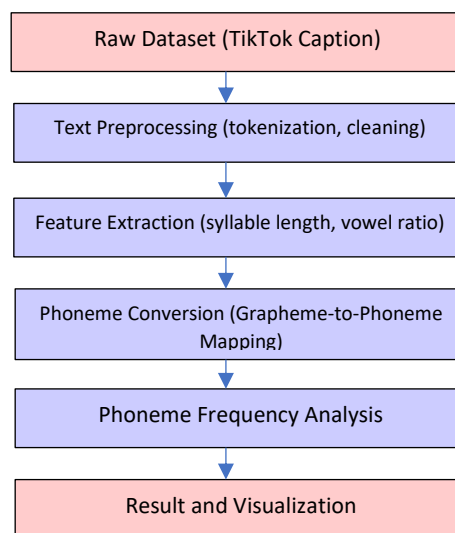 Raw Dataset (TikTok Caption)
Text Preprocessing (tokenization, cleaning)
Feature Extraction (syllable length, vowel ratio)
Phoneme Conversion (Grapheme-to-Phoneme
Mapping)
Phoneme Frequency Analysis
Result and Visualization